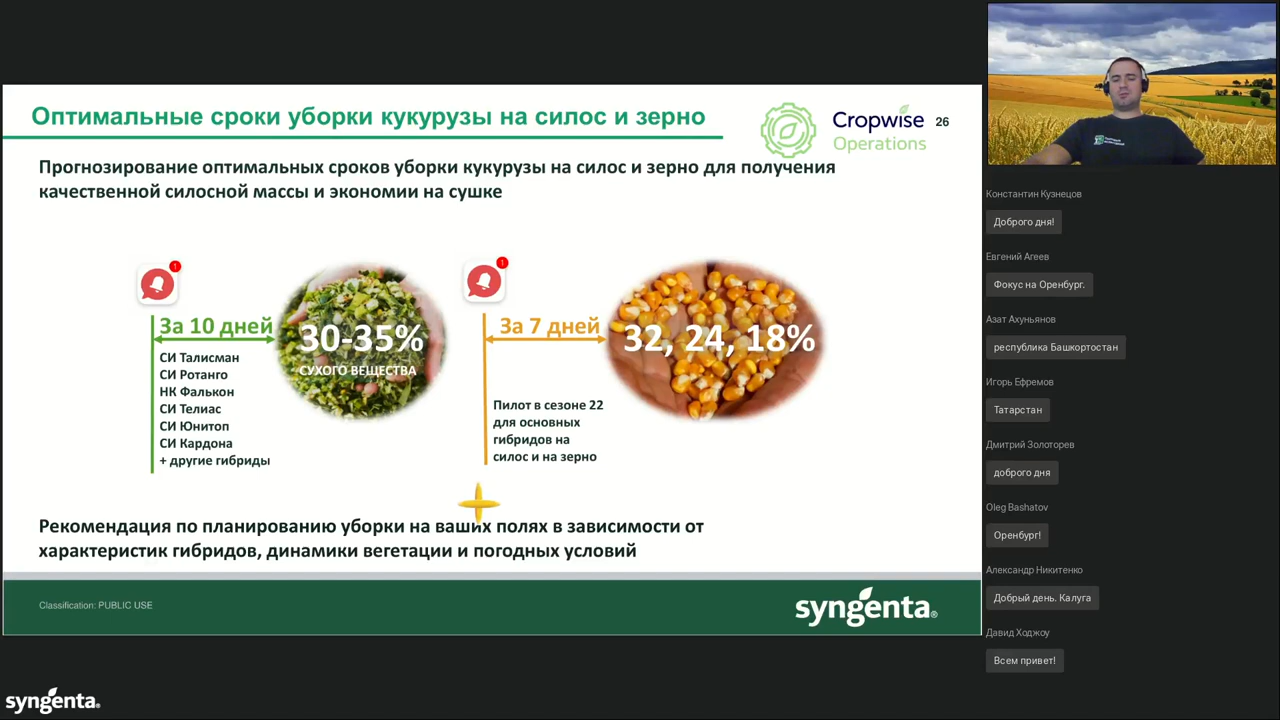 Оптимальные сроки уборки кукурузы на силос и зерно
Cropwise
Operations
26
Прогнозирование оптимальных сроков уборки кукурузы на силос и зерно для получения
качественной силосной массы и экономии на сушке
1
За 10 дней
СИ Талисман
СИ Ротанго
НК Фалькон
СИ Телиас
СИ Юнитоп
СИ Кардона
+ другие гибриды
30-35%
СУХОГО ВЕЩЕСТВА
1
За 7 дней
Пилот в сезоне 22
для основных
гибридов на
силос и на зерно
32, 24, 18%
Рекомендация по планированию уборки на ваших полях в зависимости от
характеристик гибридов, динамики вегетации и погодных условий
Classification: PUBLIC USE
syngenta®
syngenta®
Константин Кузнецов
Доброго дня!
Евгений Агеев
Фокус на Оренбург.
Азат Ахуньянов
республика Башкортостан
Игорь Ефремов
Татарстан
Дмитрий Золоторев
доброго дня
Oleg Bashatov
Оренбург!
Александр Никитенко
Добрый день. Калуга
Давид Ходжоу
Всем привет!